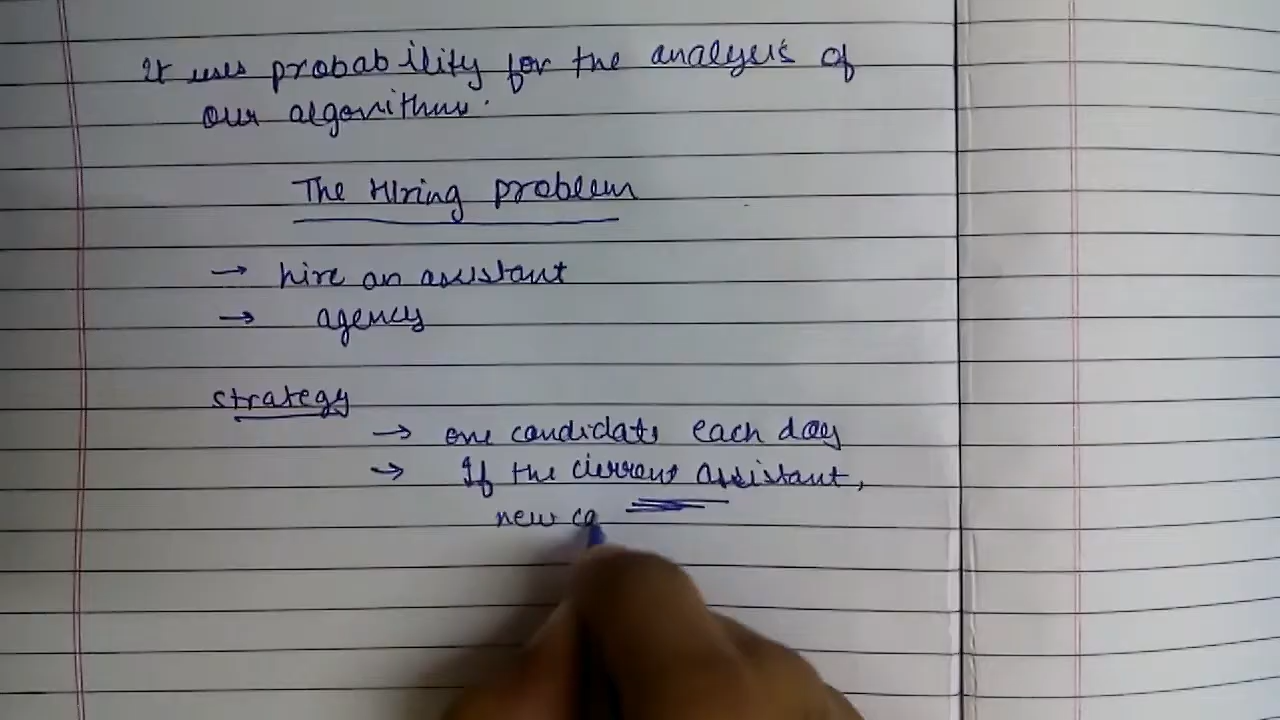 It uses probability for the analysis of
our algorithms.
The Hiring problem
→ hire an assistant
→ agency
strategy
→ one candidate each day
→ If the current assistant,
new ca